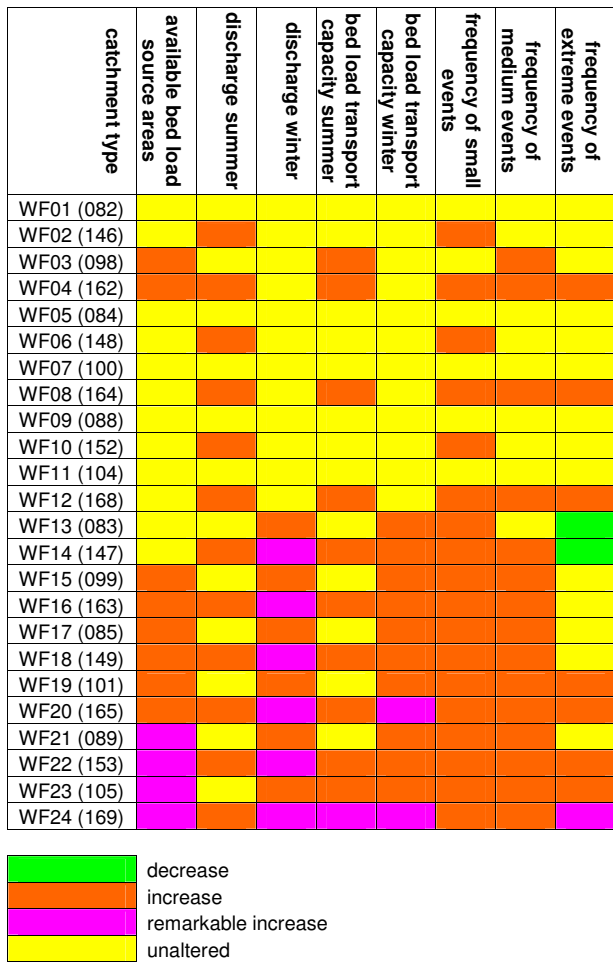 catchment type
available bed load
source areas
discharge summer
discharge winter
bed load transport
capacity summer
bed load transport
capacity winter
frequency of small
events
frequency of
medium events
frequency of
extreme events
WF01 (082)
WF02 (146)
WF03 (098)
WF04 (162)
WF05 (084)
WF06 (148)
WF07 (100)
WF08 (164)
WF09 (088)
WF10 (152)
WF11 (104)
WF12 (168)
WF13 (083)
WF14 (147)
WF15 (099)
WF16 (163)
WF17 (085)
WF18 (149)
WF19 (101)
WF20 (165)
WF21 (089)
WF22 (153)
WF23 (105)
WF24 (169)
decrease
increase
remarkable increase
unaltered